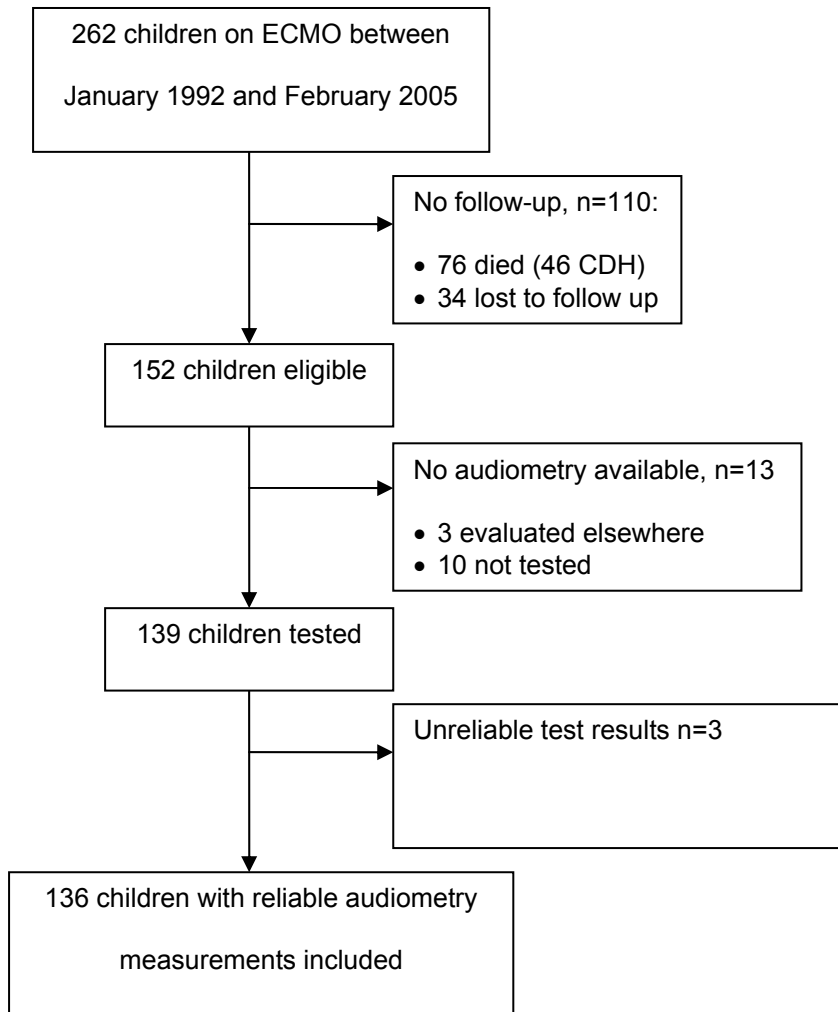 262 children on ECMO between
January 1992 and February 2005
No follow-up, n=110:
• 76 died (46 CDH)
• 34 lost to follow up
152 children eligible
No audiometry available, n=13
• 3 evaluated elsewhere
• 10 not tested
139 children tested
Unreliable test results n=3
136 children with reliable audiometry
measurements included